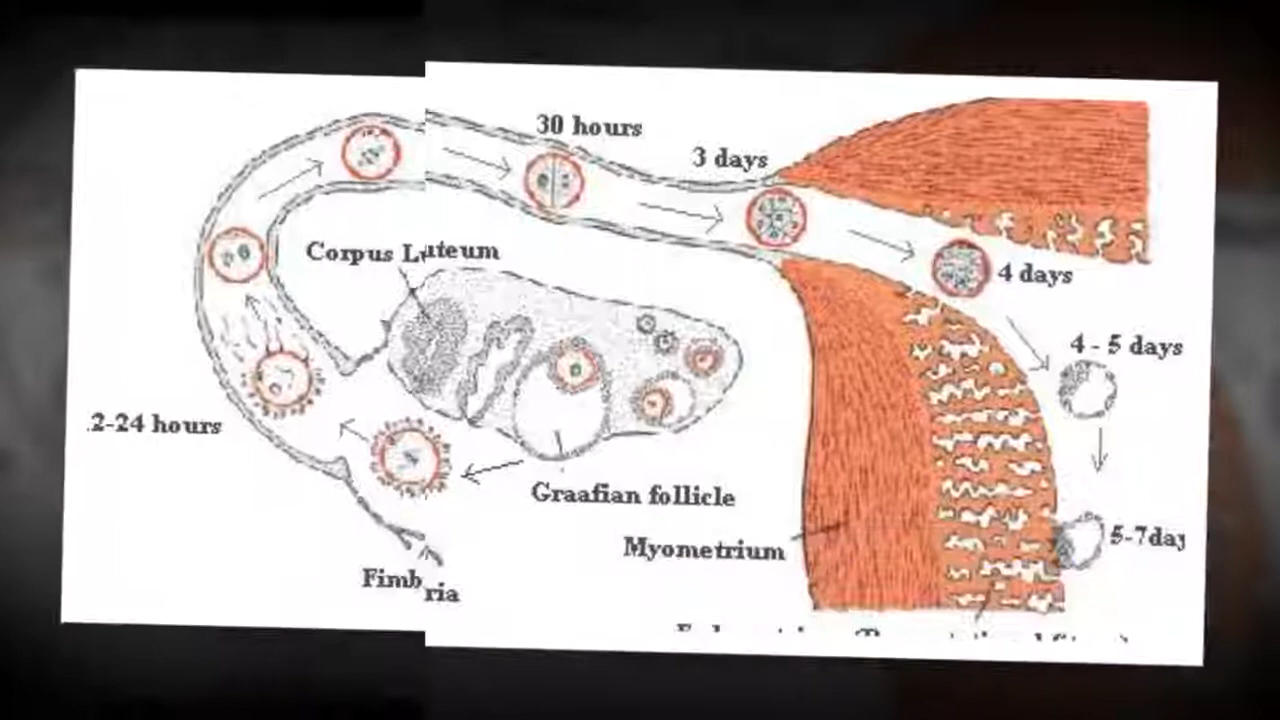 30 hours
3 days
Corpus Luteum
4 days
4 - 5 days
.2-24 hours
Graafian follicle
5-7day
Myometrium
Fimbria